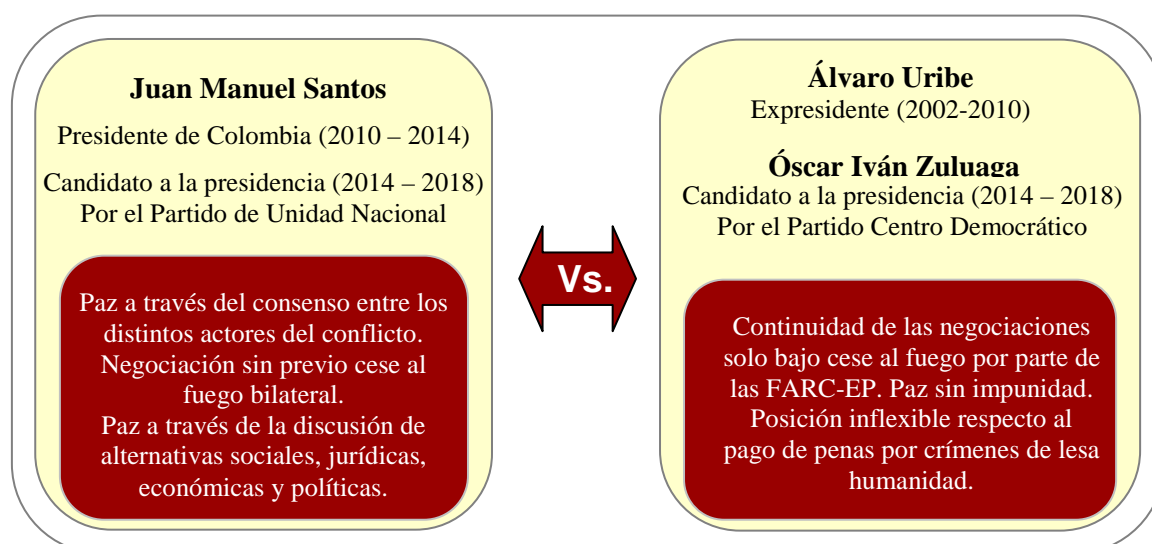 Juan Manuel Santos
Presidente de Colombia (2010 – 2014)
Candidato a la presidencia (2014 – 2018)
Por el Partido de Unidad Nacional
Paz a través del consenso entre los
distintos actores del conflicto.
Negociación sin previo cese al
fuego bilateral.
Paz a través de la discusión de
alternativas sociales, jurídicas,
económicas y políticas.
Vs.
Álvaro Uribe
Expresidente (2002-2010)
Óscar Iván Zuluaga
Candidato a la presidencia (2014 – 2018)
Por el Partido Centro Democrático
Continuidad de las negociaciones
solo bajo cese al fuego por parte de
las FARC-EP. Paz sin impunidad.
Posición inflexible respecto al
pago de penas por crímenes de lesa
humanidad.